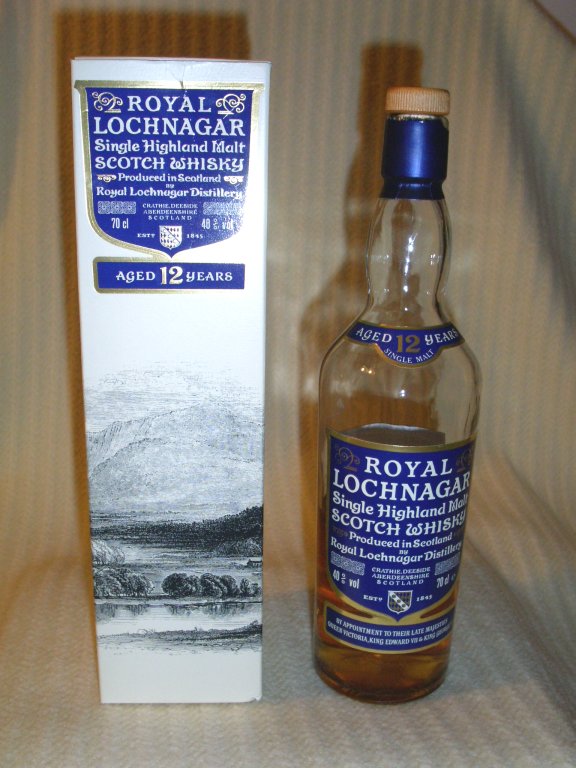 ROYAL
LOCHNAGAR
Single Highland Malt
SCOTCH WHISKY
Produced in Scotland
BY
Royal Lochnagar Distillery
CRATHIE, DEESIDE
ABERDEENSHIRE
SCOTLAND
70 cl
40% vol
ESTD 1845
AGED 12 YEARS
AGED 12 YEARS
SINGLE MALT
ROYAL
LOCHNAGAR
Single Highland Malt
SCOTCH WHISKY
Produced in Scotland
BY
Royal Lochnagar Distillery
CRATHIE, DEESIDE
ABERDEENSHIRE
SCOTLAND
40% vol
70 cl
ESTD 1845
BY APPOINTMENT TO THEIR LATE MAJESTIES
QUEEN VICTORIA, KING EDWARD VII & KING